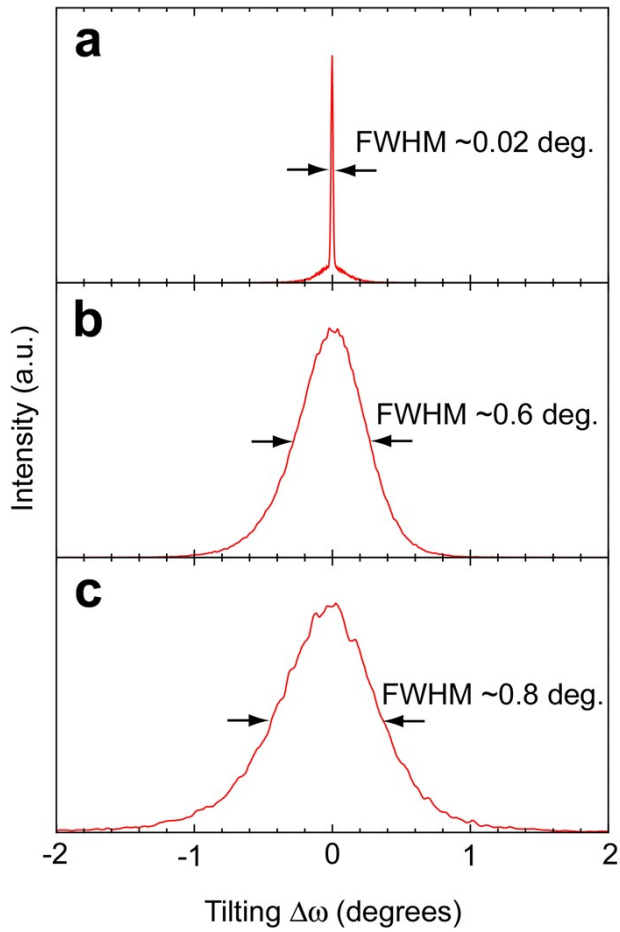 a
FWHM ~0.02 deg.
b
FWHM ~0.6 deg.
c
FWHM ~0.8 deg.
Intensity (a.u.)
-2 -1 0 1 2
Tilting Δω (degrees)